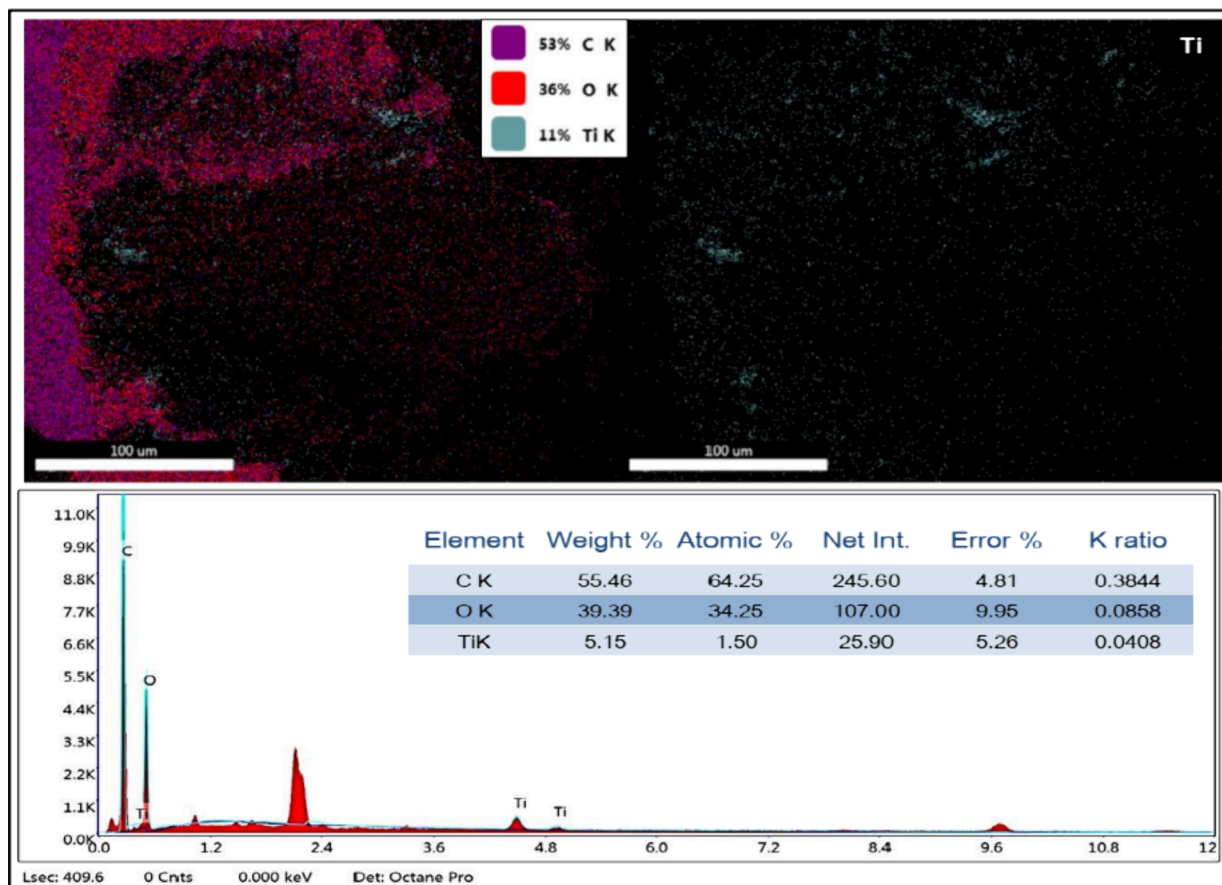 53% C K
36% O K
11% Ti K
Ti
100 um
100 um
11.0K
9.9K
8.8K
7.7K
6.6K
5.5K
4.4K
3.3K
2.2K
1.1K
0.0K
C
O
Ti
Ti
Ti
Element Weight % Atomic % Net Int. Error % K ratio
C K 55.46 64.25 245.60 4.81 0.3844
O K 39.39 34.25 107.00 9.95 0.0858
TiK 5.15 1.50 25.90 5.26 0.0408
0.0 1.2 2.4 3.6 4.8 6.0 7.2 8.4 9.6 10.8 12
Lsec: 409.6 0 Cnts 0.000 keV Det: Octane Pro